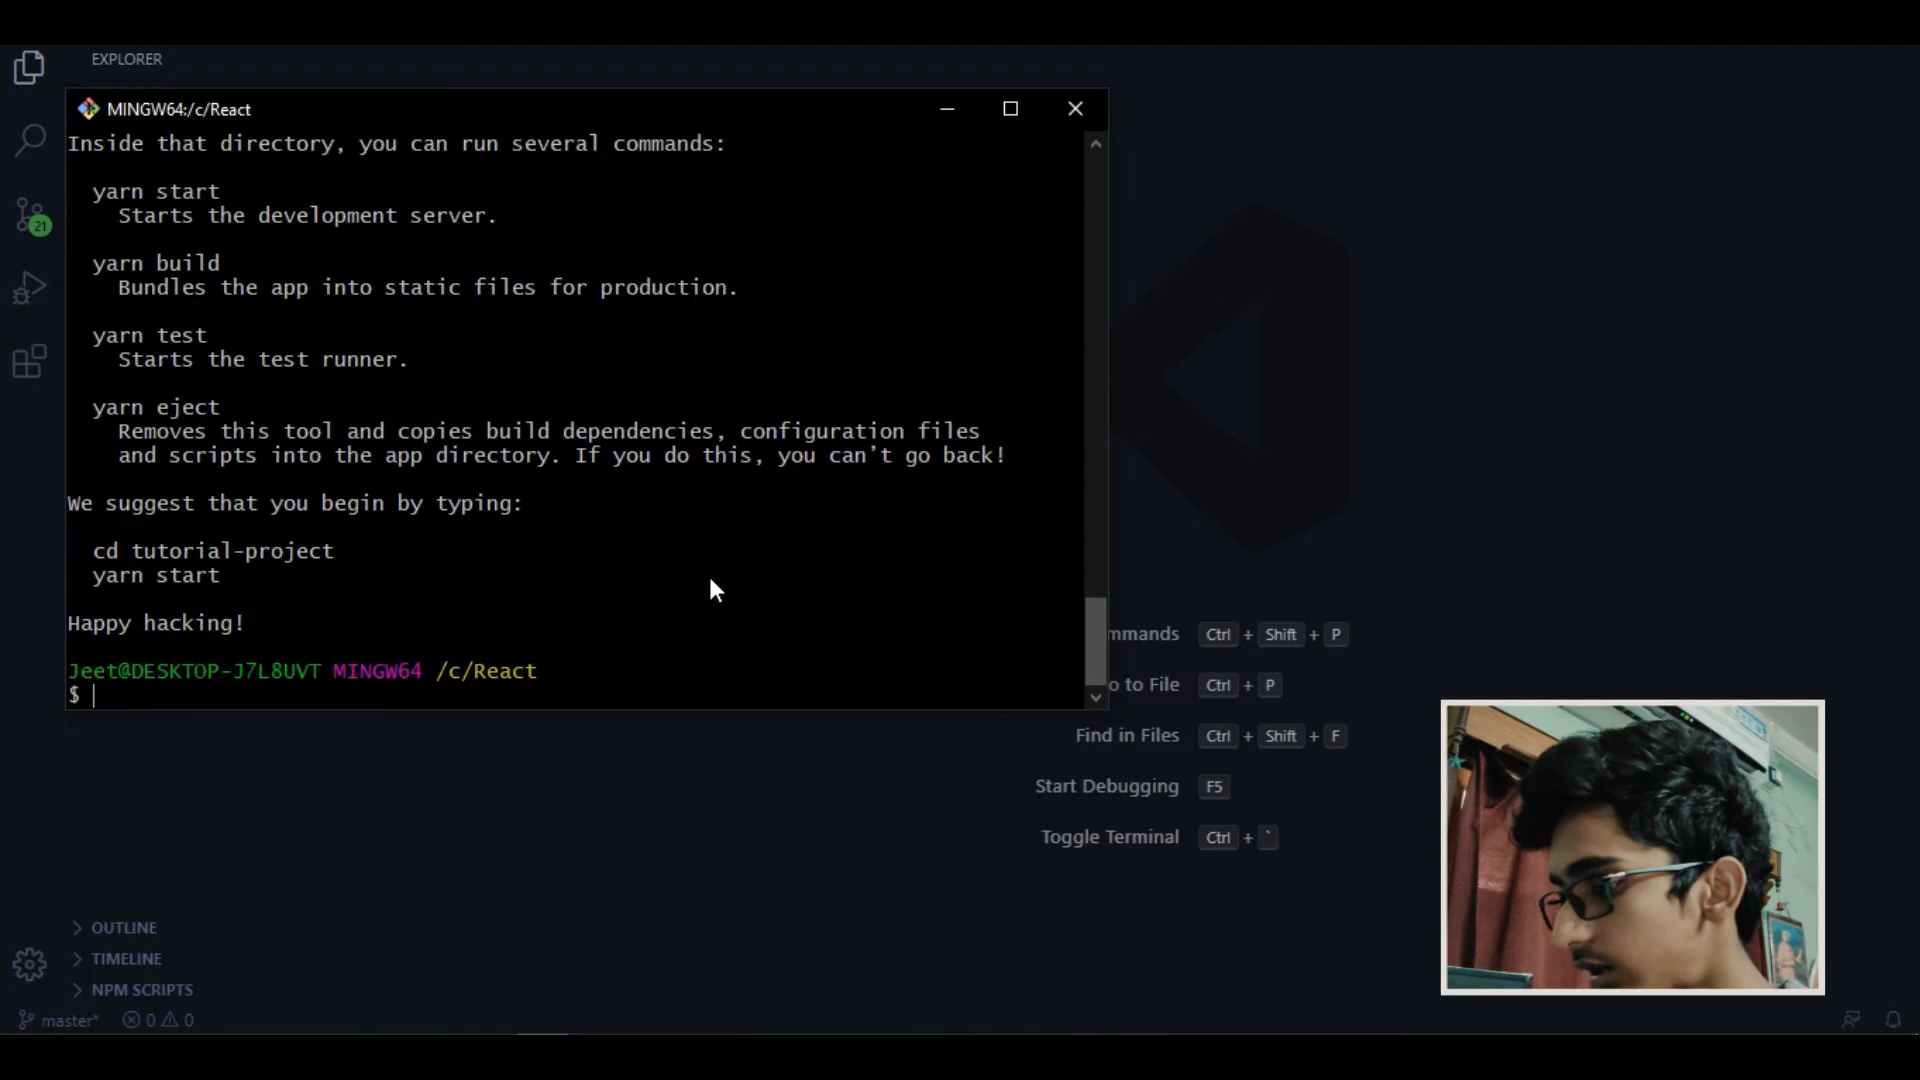 EXPLORER
MINGW64:/c/React
Inside that directory, you can run several commands:
yarn start
Starts the development server.
yarn build
Bundles the app into static files for production.
yarn test
Starts the test runner.
yarn eject
Removes this tool and copies build dependencies, configuration files
and scripts into the app directory. If you do this, you can’t go back!
We suggest that you begin by typing:
cd tutorial-project
yarn start
Happy hacking!
Jeet@DESKTOP-J7L8UVT MINGW64 /c/React
$
21
mmands Ctrl + Shift + P
o to File Ctrl + P
Find in Files Ctrl + Shift + F
Start Debugging F5
Toggle Terminal Ctrl + `
OUTLINE
TIMELINE
NPM SCRIPTS
master* 0 0